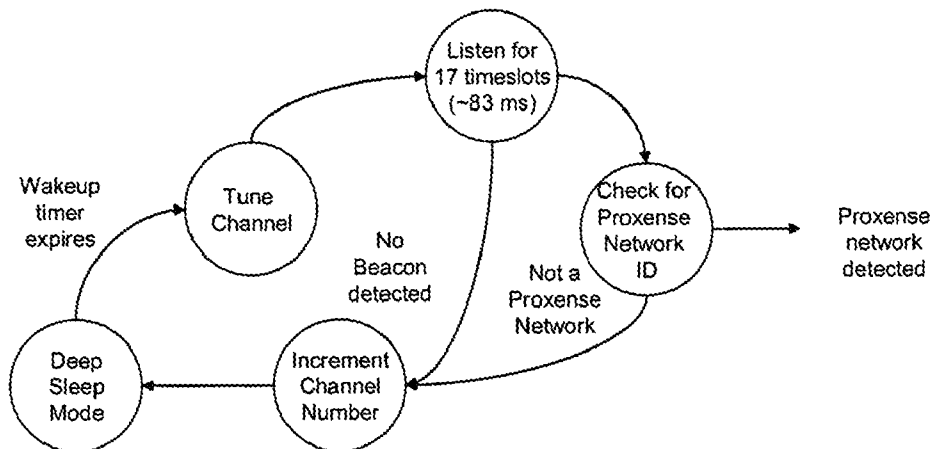 Listen for
17 timeslots
(~83 ms)
Wakeup
timer
expires
Tune
Channel
Check for
Proxense
Network
ID
Proxense
network
detected
No
Beacon
detected
Not a
Proxense
Network
Deep
Sleep
Mode
Increment
Channel
Number